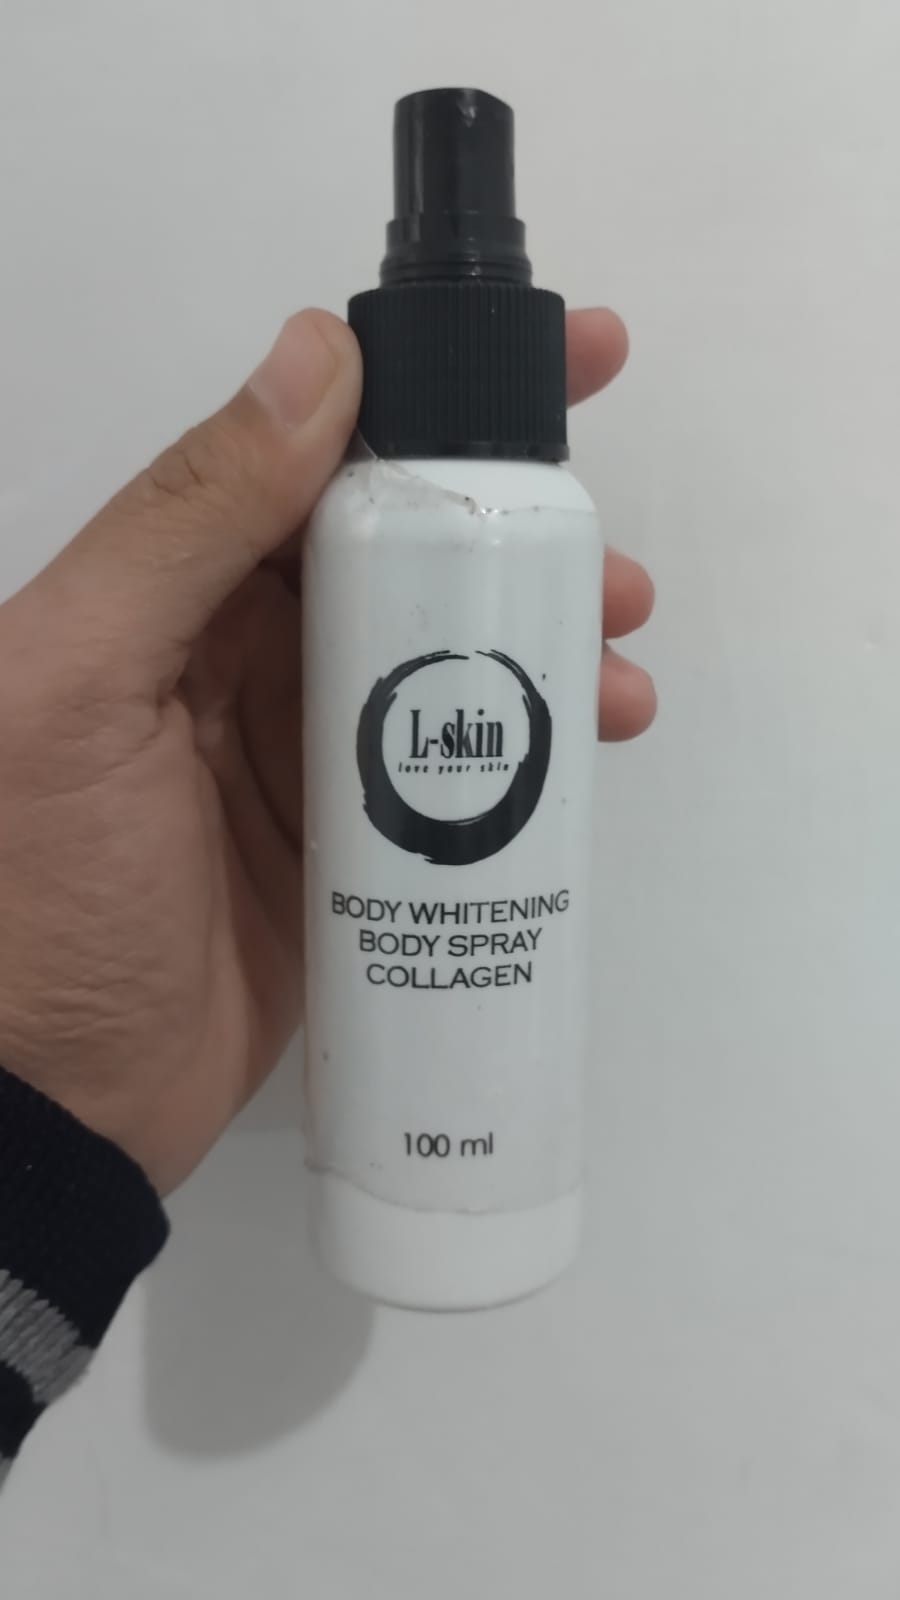 L-skin
love your skin
BODY WHITENING
BODY SPRAY
COLLAGEN
100 ml